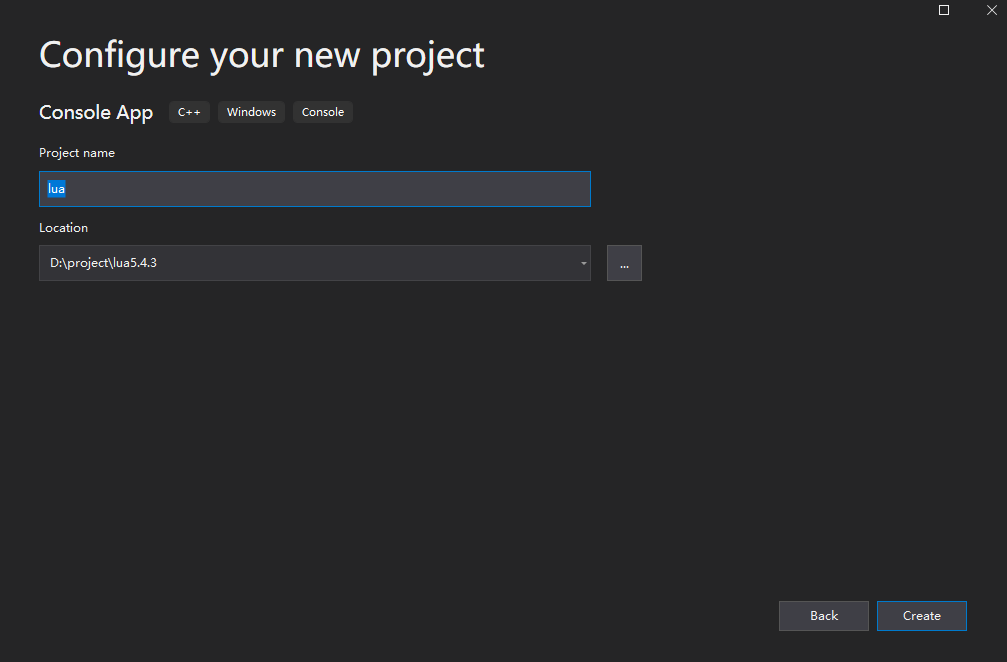 Configure your new project
Console App C++ Windows Console
Project name
lua
Location
D:\project\lua5.4.3
...
Back Create